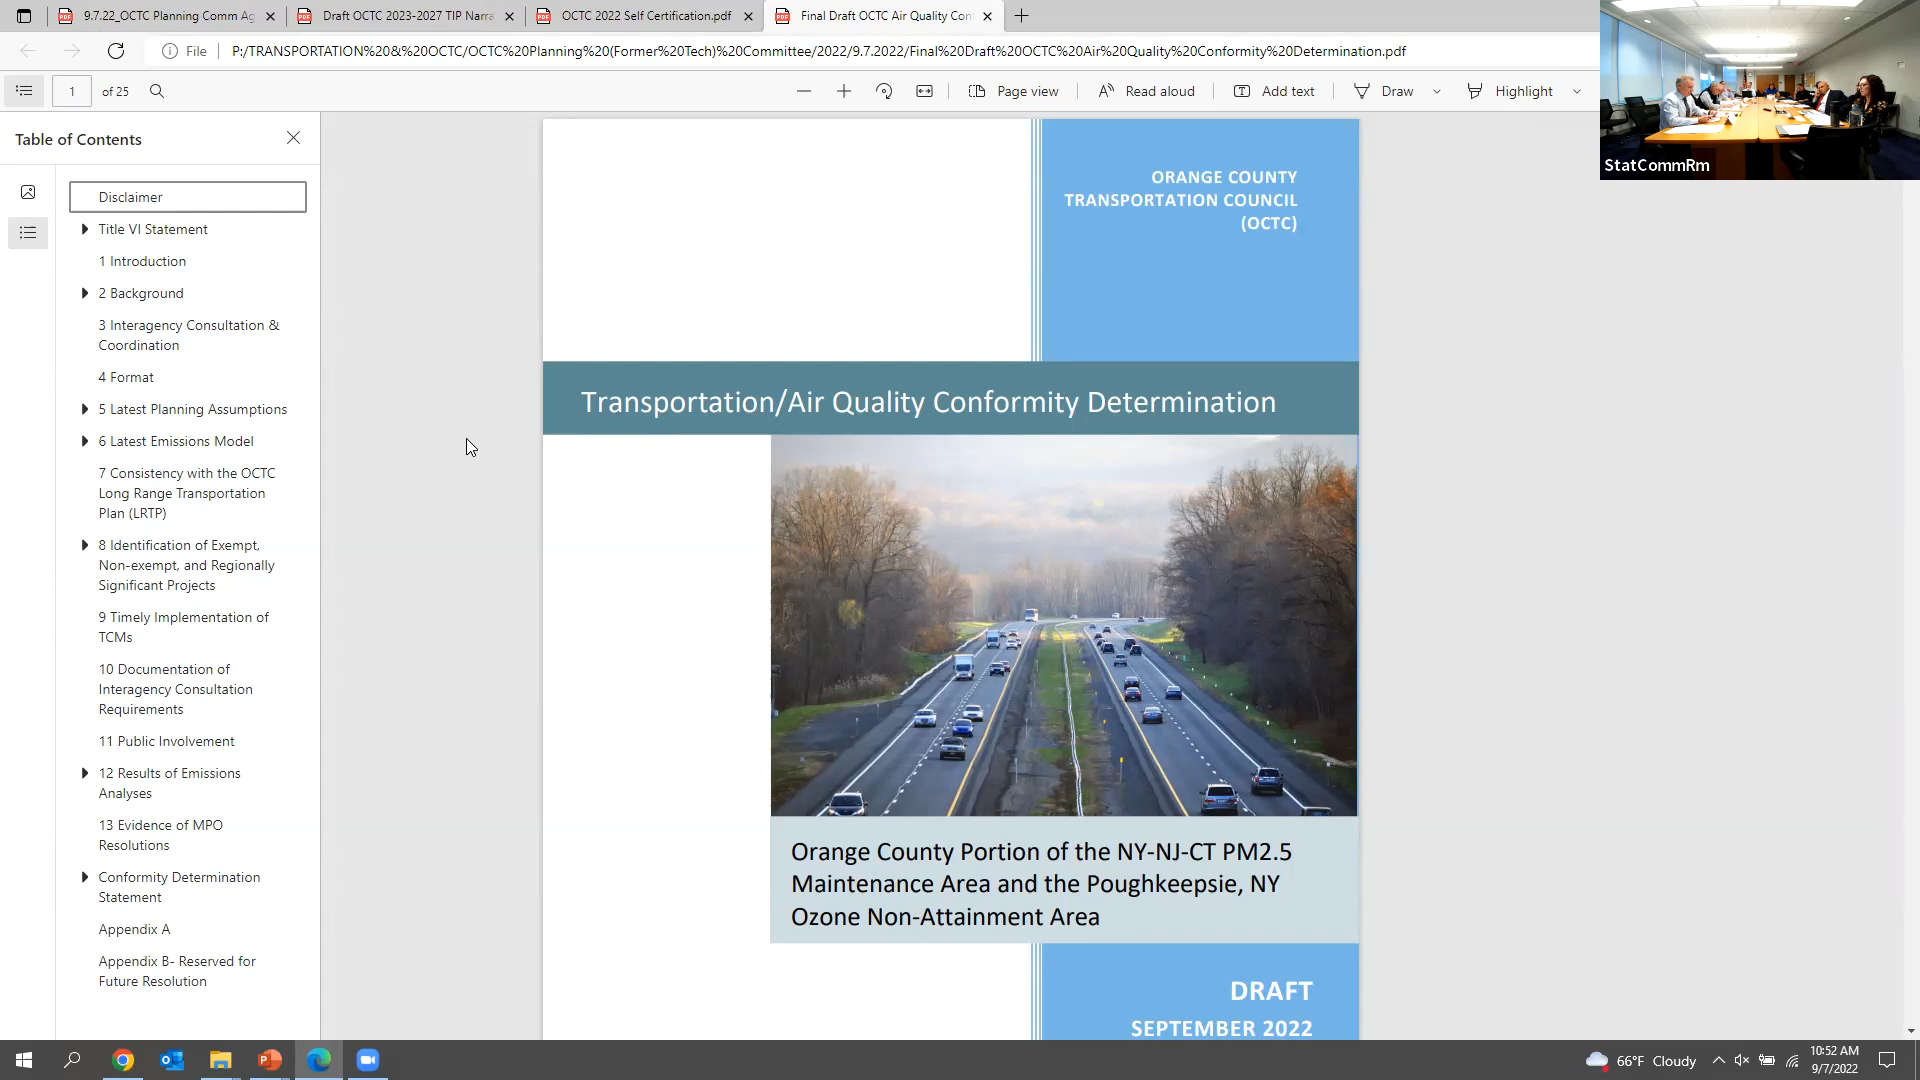 9.7.22_OCTC Planning Comm Ag
Draft OCTC 2023-2027 TIP Narra
OCTC 2022 Self Certification.pdf
Final Draft OCTC Air Quality Con
File
P:/TRANSPORTATION%20&%20OCTC/OCTC%20Planning%20(Former%20Tech)%20Committee/2022/9.7.2022/Final%20Draft%20OCTC%20Air%20Quality%20Conformity%20Determination.pdf
1 of 25
Page view
Read aloud
Add text
Draw
Highlight
StatCommRm
Table of Contents
Disclaimer
Title VI Statement
1 Introduction
2 Background
3 Interagency Consultation &
Coordination
4 Format
5 Latest Planning Assumptions
6 Latest Emissions Model
7 Consistency with the OCTC
Long Range Transportation
Plan (LRTP)
8 Identification of Exempt,
Non-exempt, and Regionally
Significant Projects
9 Timely Implementation of
TCMs
10 Documentation of
Interagency Consultation
Requirements
11 Public Involvement
12 Results of Emissions
Analyses
13 Evidence of MPO
Resolutions
Conformity Determination
Statement
Appendix A
Appendix B- Reserved for
Future Resolution
ORANGE COUNTY
TRANSPORTATION COUNCIL
(OCTC)
Transportation/Air Quality Conformity Determination
Orange County Portion of the NY-NJ-CT PM2.5
Maintenance Area and the Poughkeepsie, NY
Ozone Non-Attainment Area
DRAFT
SEPTEMBER 2022
66°F Cloudy
10:52 AM
9/7/2022